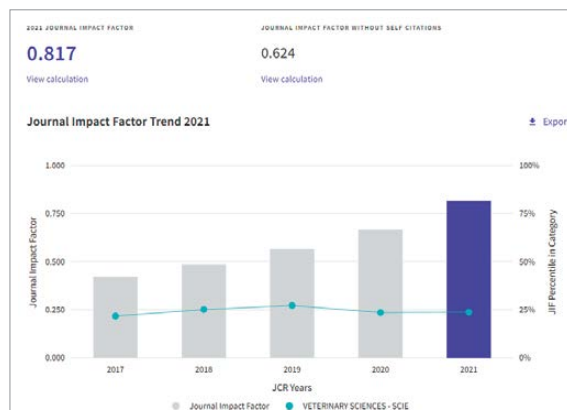 2021 JOURNAL IMPACT FACTOR
JOURNAL IMPACT FACTOR WITHOUT SELF CITATIONS
0.817
0.624
View calculation
View calculation
Journal Impact Factor Trend 2021
Expor
1.000
100%
0.750
75%
0.500
50%
0.250
25%
0.000
0%
Journal Impact Factor
JIF Percentile in Category
2017
2018
2019
2020
2021
JCR Years
Journal Impact Factor
VETERINARY SCIENCES - SCIE